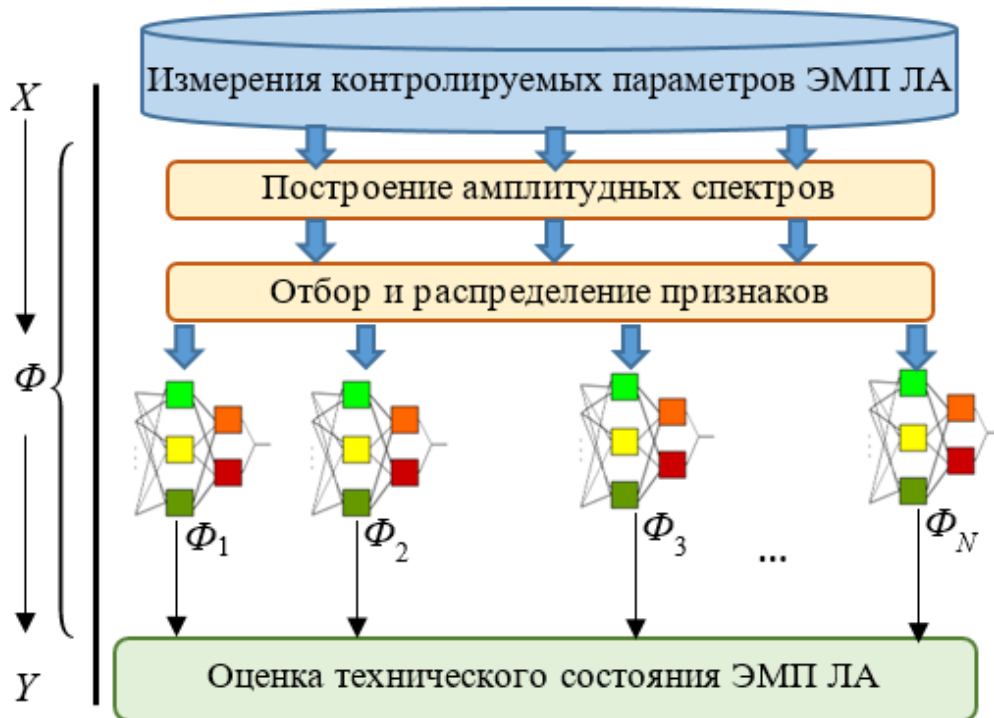 Измерения контролируемых параметров ЭМП ЛА
X
Построение амплитудных спектров
Отбор и распределение признаков
Φ
Φ1
Φ2
Φ3
...
ΦN
Оценка технического состояния ЭМП ЛА
Y